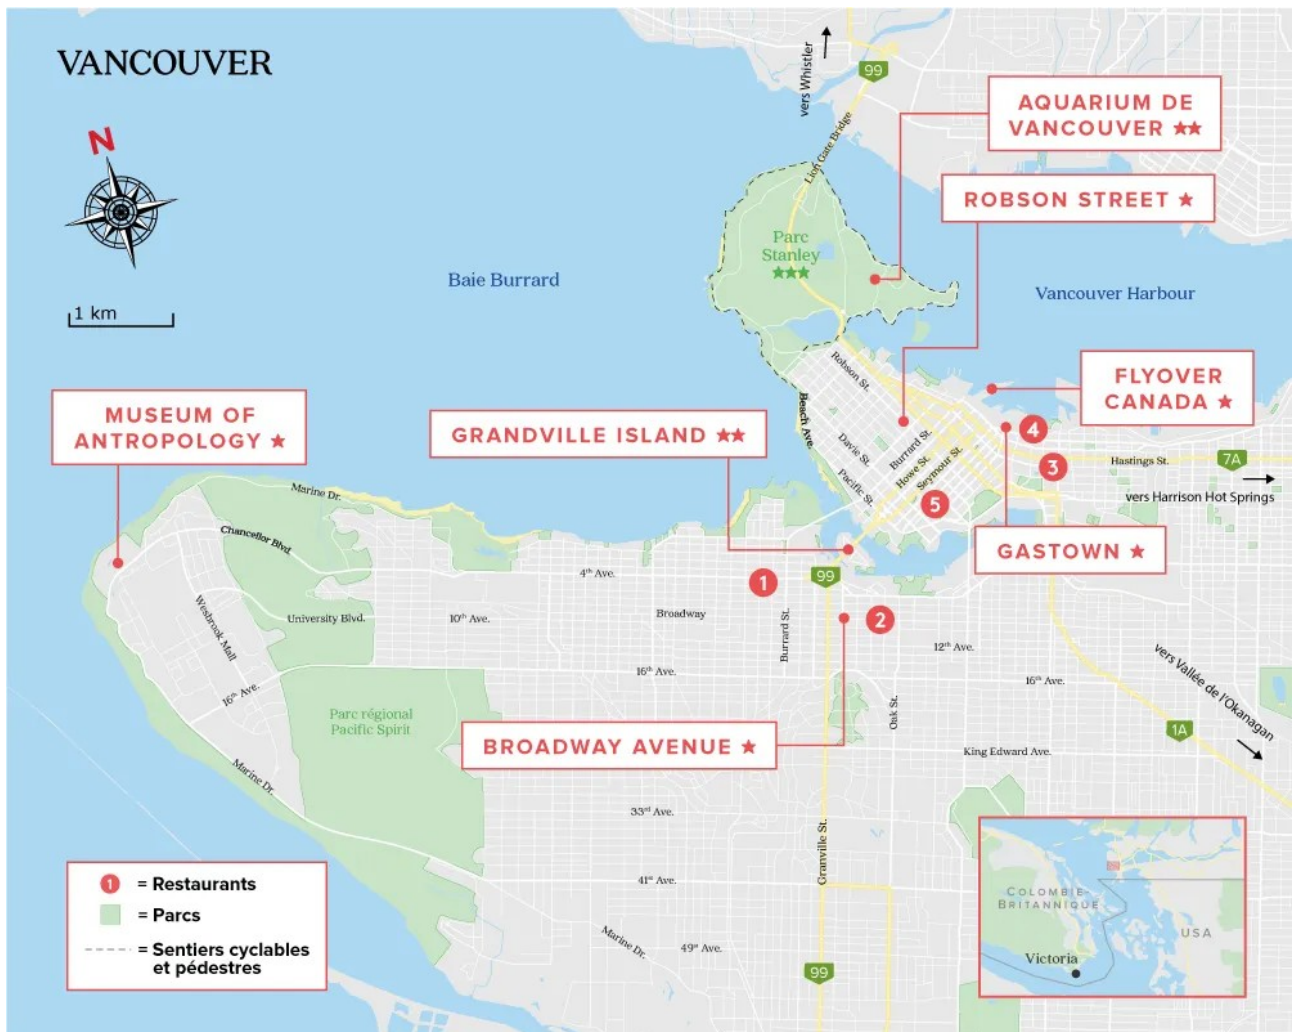 VANCOUVER
N
1 km
Baie Burrard
vers Whistler
99
Lion Gate Bridge
AQUARIUM DE
VANCOUVER ★★
ROBSON STREET ★
Parc
Stanley
★★★
Vancouver Harbour
FLYOVER
CANADA ★
MUSEUM OF
ANTROPOLOGY ★
GRANDVILLE ISLAND ★★
Robson St.
Beach Ave.
Davie St.
Burrard St.
Howe St.
Seymour St.
Pacific St.
4
3
5
Hastings St.
7A
vers Harrison Hot Springs
GASTOWN ★
Marine Dr.
Chancellor Blvd
4th Ave.
1
99
University Blvd.
10th Ave.
Broadway
Burrard St.
2
Wesbrook Mall
12th Ave.
16th Ave.
16th Ave.
16th Ave.
vers Vallée de l'Okanagan
Parc régional
Pacific Spirit
Oak St.
1A
BROADWAY AVENUE ★
King Edward Ave.
Marine Dr.
33rd Ave.
Granville St.
41st Ave.
Marine Dr.
49st Ave.
99
1 = Restaurants
= Parcs
= Sentiers cyclables
et pédestres
COLOMBIE-
BRITANNIQUE
USA
Victoria